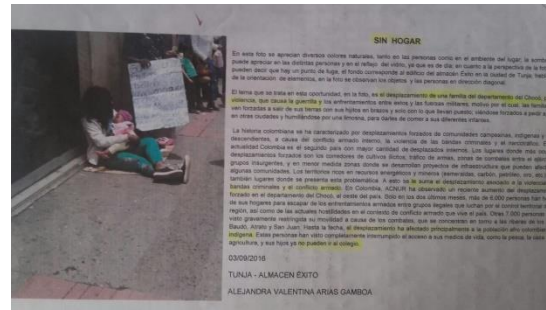 SIN HOGAR
En esta foto se aprecian diversos colores naturales, tanto en las personas como en el ambiente del lugar; la sombra
puede apreciar en las distintas personas y en el reflejo del vidrio, ya que es de día; en cuanto a la perspectiva de la
pueden decir que hay un punto de fuga, el fondo corresponde al edificio del almacén Éxito en la ciudad de Tunja,
de la orientación de elementos, en la foto se observan los objetos y las personas en dirección diagonal.
El tema que se trata en esta oportunidad, en la foto, es el desplazamiento de una familia del departamento del Chocó,
violencia, que causa la guerrilla y los enfrentamientos entre estos y las fuerzas militares; motivo por el cual, las familias
ven forzadas a salir de sus tierras con sus hijos en brazos y solo con lo que llevan puesto; viéndose forzados a pedir
en otras ciudades y humillándose por una limosna, para darles de comer a sus diferentes infantes.
La historia colombiana se ha caracterizado por desplazamientos forzados de comunidades campesinas, indígenas y
descendientes, a causa del conflicto armado interno, la violencia de las bandas criminales y el narcotráfico.
actualidad Colombia es el segundo país con mayor cantidad de desplazados internos. Los lugares donde más
desplazamientos forzados son los corredores de cultivos ilícitos, tráfico de armas, zonas de combates entre el
grupos insurgentes, y en menor medida zonas donde se desarrollan proyectos de infraestructura que pueden
algunas comunidades. Los territorios ricos en recursos energéticos y mineros (esmeraldas, carbón, petróleo, oro, etc.)
también lugares donde se presenta esta problemática. A esto se le suma el desplazamiento asociado a la violencia
bandas criminales y el conflicto armado. En Colombia, ACNUR ha observado un repunte aumento del desplazamiento
forzado en el departamento del Chocó, al oeste del país. Solo en los dos últimos meses, más de 6,000 personas han
de sus hogares para escapar de los enfrentamientos armados entre grupos ilegales que luchan por el control territorial
región, así como de las actuales hostilidades en el contexto de conflicto armado que vive el país. Otras 7.000 personas
visto gravemente restringida su movilidad a causa de los combates, que se concentran en torno a las riberas de los
Baudó, Atrato y San Juan. Hasta la fecha, el desplazamiento ha afectado principalmente a la población afro colombiana
indígena. Estas personas han visto completamente interrumpido el acceso a sus medios de vida, como la pesca, la
agricultura, y sus hijos ya no pueden ir al colegio.
03/09/2016
TUNJA - ALMACEN ÉXITO
ALEJANDRA VALENTINA ARIAS GAMBOA